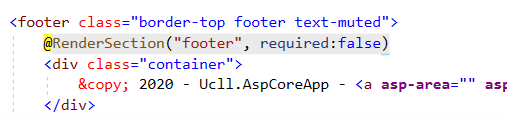 <footer class="border-top footer text-muted">
@RenderSection("footer", required:false)
<div class="container">
&copy; 2020 - Ucll.AspCoreApp - <a asp-area="" asp
</div>